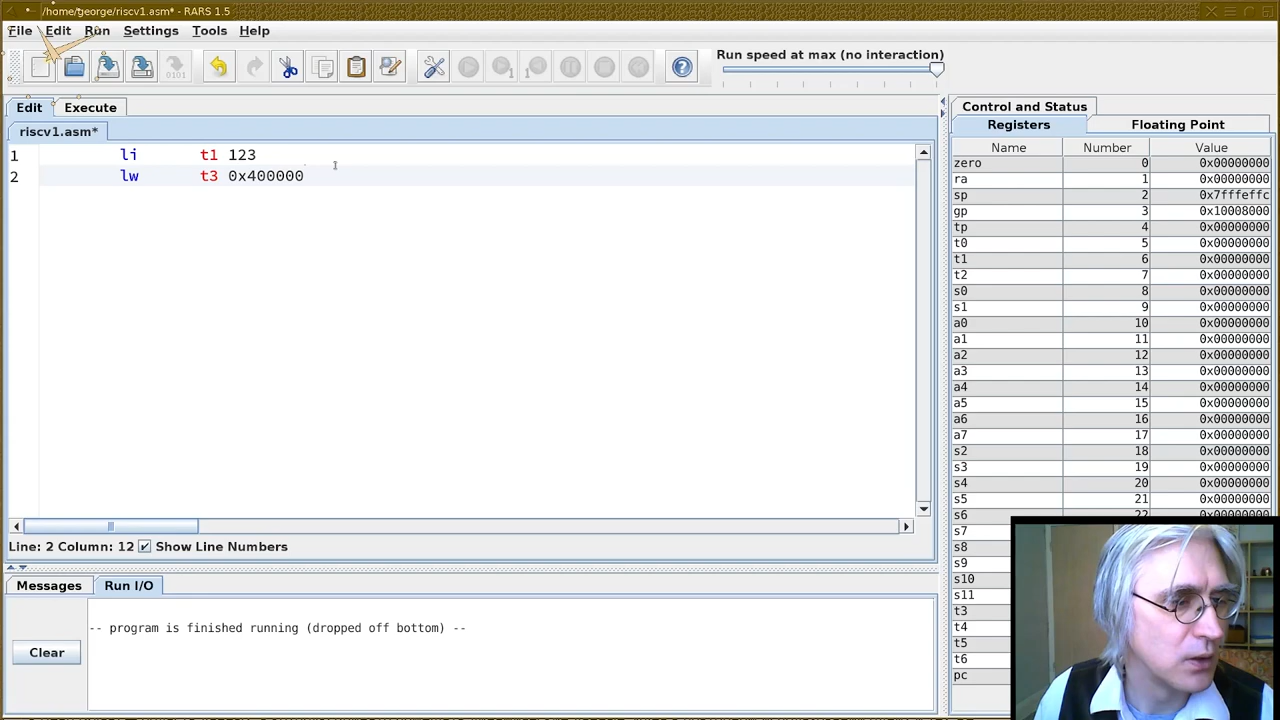 /home/george/riscv1.asm* - RARS 1.5
File Edit Run Settings Tools Help
Run speed at max (no interaction)
Edit Execute
riscv1.asm*
1 li t1 123
2 lw t3 0x400000
Line: 2 Column: 12 Show Line Numbers
Messages Run I/O
-- program is finished running (dropped off bottom) --
Clear
Control and Status
Registers Floating Point
Name Number Value
zero 0 0x00000000
ra 1 0x00000000
sp 2 0x7fffeffc
gp 3 0x10008000
tp 4 0x00000000
t0 5 0x00000000
t1 6 0x00000000
t2 7 0x00000000
s0 8 0x00000000
s1 9 0x00000000
a0 10 0x00000000
a1 11 0x00000000
a2 12 0x00000000
a3 13 0x00000000
a4 14 0x00000000
a5 15 0x00000000
a6 16 0x00000000
a7 17 0x00000000
s2 18 0x00000000
s3 19 0x00000000
s4 20 0x00000000
s5 21 0x00000000
s6 22 0x00000000
s7
s8
s9
s10
s11
t3
t4
t5
t6
pc